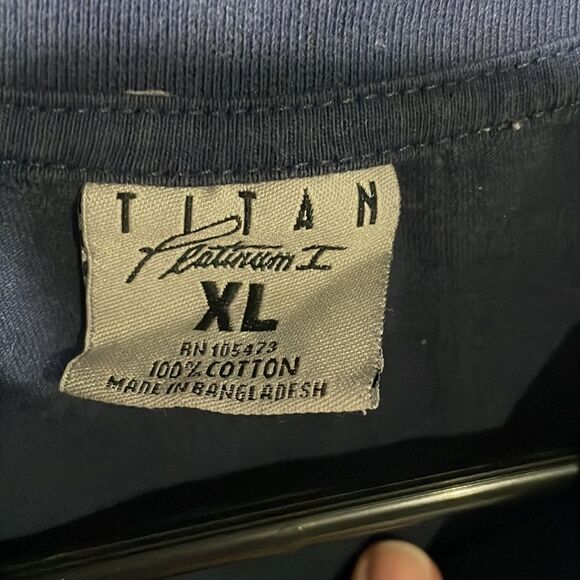 TITAN
Platinum I
XL
RN 105473
100% COTTON
MADE IN BANGLADESH